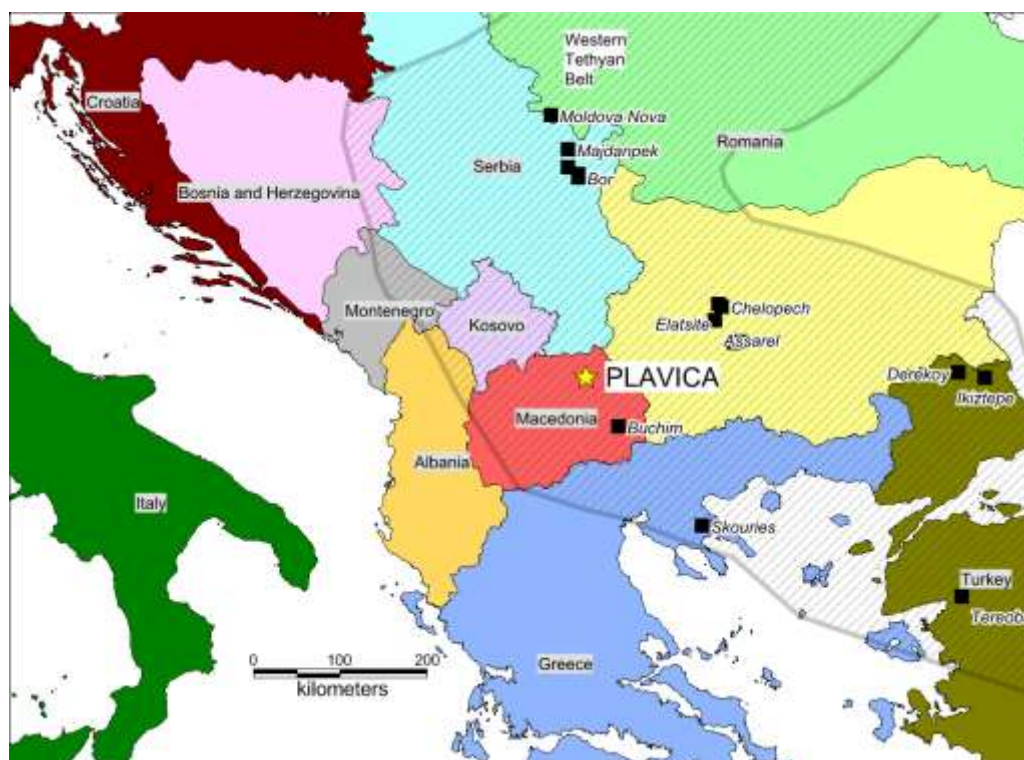 Western
Tethyan
Belt
Croatia
Moldova Nova
Romania
Majdanpek
Serbia
Bor
Bosnia and Herzegovina
Chelopech
Montenegro
Elatsite
Kosovo
Assarel
PLAVICA
Derekoy
Ikiztepe
Macedonia
Buchim
Albania
Italy
Skouries
Turkey
Tereoba
0 100 200
kilometers
Greece